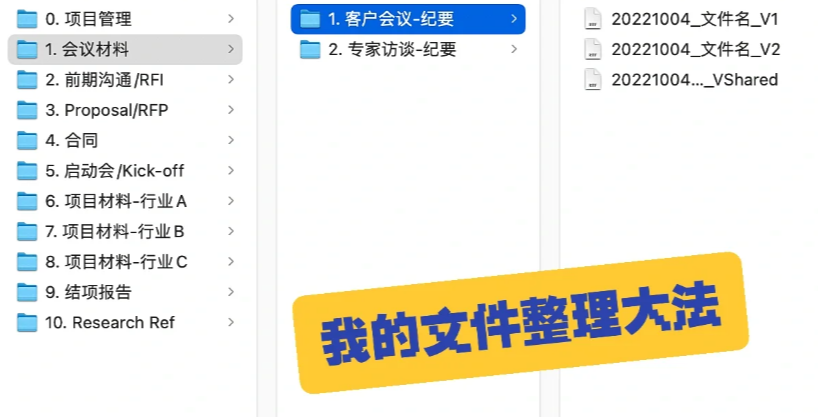 0. 项目管理
1. 会议材料
2. 前期沟通/RFI
3. Proposal/RFP
4. 合同
5. 启动会/Kick-off
6. 项目材料-行业A
7. 项目材料-行业B
8. 项目材料-行业C
9. 结项报告
10. Research Ref
1. 客户会议-纪要
2. 专家访谈-纪要
20221004_文件名_V1
20221004_文件名_V2
20221004..._VShared
我的文件整理大法